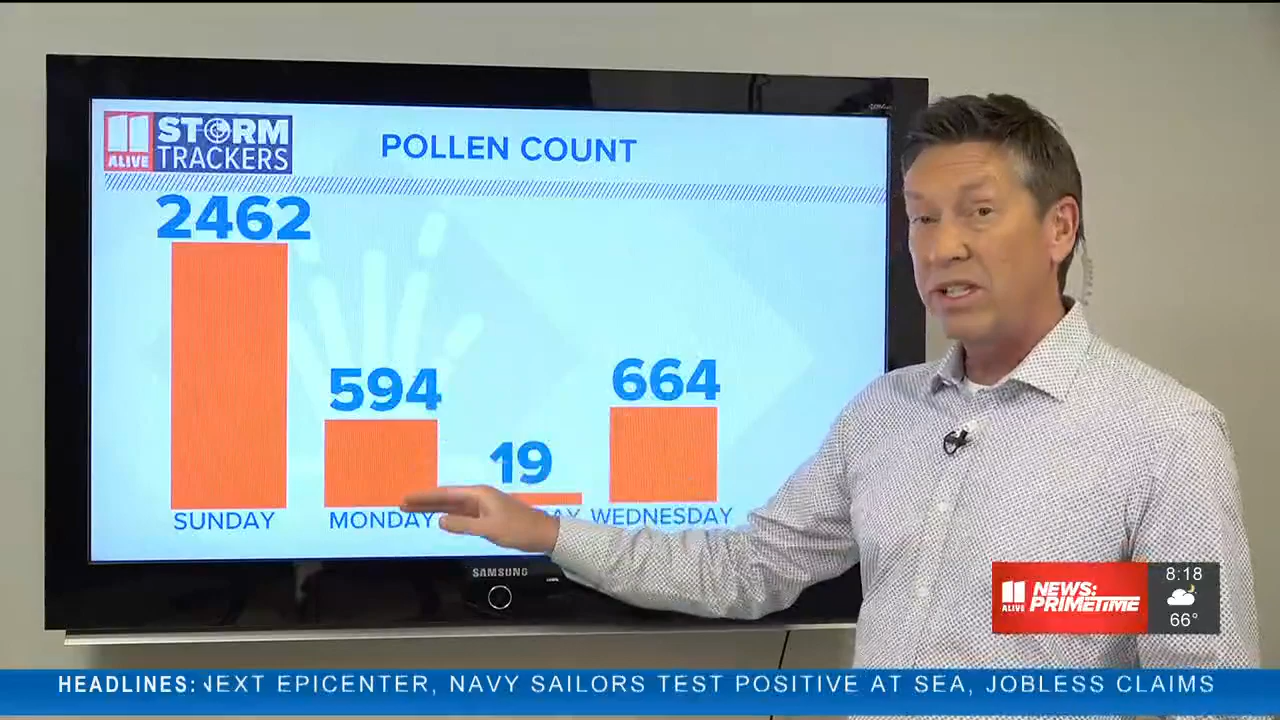 11 ALIVE
STORM TRACKERS
POLLEN COUNT
2462
594
19
664
SUNDAY
MONDAY
WEDNESDAY
SAMSUNG
11 ALIVE
NEWS:
PRIMETIME
8:18
66°
HEADLINES: NEXT EPICENTER, NAVY SAILORS TEST POSITIVE AT SEA, JOBLESS CLAIMS